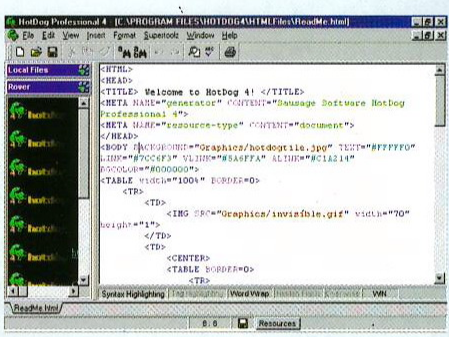 HotDog Professional 4 - [C:\PROGRAM FILES\HOTDOG4\HTMLFiles\ReadMe.html]
File Edit View Insert Format Supertools Window Help
Local Files
Rover
<HTML>
<HEAD>
<TITLE> Welcome to HotDog 4! </TITLE>
<META NAME="generator" CONTENT="Sausage Software HotDog
Professional 4">
<META NAME="resource-type" CONTENT="document">
</HEAD>
<BODY BACKGROUND="Graphics/hotdogtile.jpg" TEXT="#FFFFF0"
LINK="#7CC6F3" VLINK="#5A6FFA" ALINK="#C1A214"
BGCOLOR="#000000">
<TABLE width="100%" BORDER=0>
<TR>
<TD>
<IMG SRC="Graphics/invisible.gif" width="70"
height="1">
</TD>
<TD>
<CENTER>
<TABLE BORDER=0>
<TR>
Syntax Highlighting Word Wrap WN
ReadMe.html
6:6 Resources